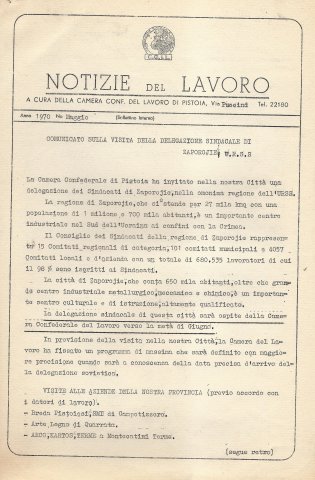 C.G.I.L.
NOTIZIE DEL LAVORO
A CURA DELLA CAMERA CONF. DEL LAVORO DI PISTOIA, Via Puccini Tel. 22180
Anno 1970 No Maggio (Bollettino Interno)
COMUNICATO SULLA VISITA DELLA DELEGAZIONE SINDACALE DI
ZAPOROJIE, U.R.S.S
La Camera Confederale di Pistoia ha invitato nella nostra Città una
delegazione dei Sindacati di Zaporojie,nella omonima regione dell'URSS.
La regione di Zaporojie,che si estende per 27 mila kmq con una
popolazione di 1 milione e 700 mila abitanti, è un importante centro
industriale nel Sud dell'Ucraina ai confini con la Crimea.
Il Consiglio dei Sindacati della regione di Zaporojie rappresen-
ta 15 Comitati regionali di categoria, 101 comitati municipali e 4057
Comitati locali e d'azienda con un totale di 680.535 lavoratori di
cui il 98 % sono iscritti ai Sindacati.
La città di Zaporojie,che conta 650 mila abitanti, oltre che gran-
de centro industriale metallurgico,meccanico e chimico, è un importan-
to centro culturale e di istruzione,altamente qualificato.
La delegazione sindacale di questa città sarà ospite della Came-
ra Confederale del Lavoro verso la metà di Giugno.
In previsione della visita nella nostra Città,la Camera del La-
voro ha fissato un programma di massima che sarà definito con maggio-
re precisione quando sarà a conoscenza della data precisa d'arrivo del-
la delegazione sovietica.
VISITE ALLE AZIENDE DELLA NOSTRA PROVINCIA (previo accordo con
i datori di lavoro).
- Breda Pistoiesi,SMI di Campotizzoro.
- Arte Legno di Quarrata.
- ARCO,KARTOS,TERME a Montecatini Terme.
(segue retro)